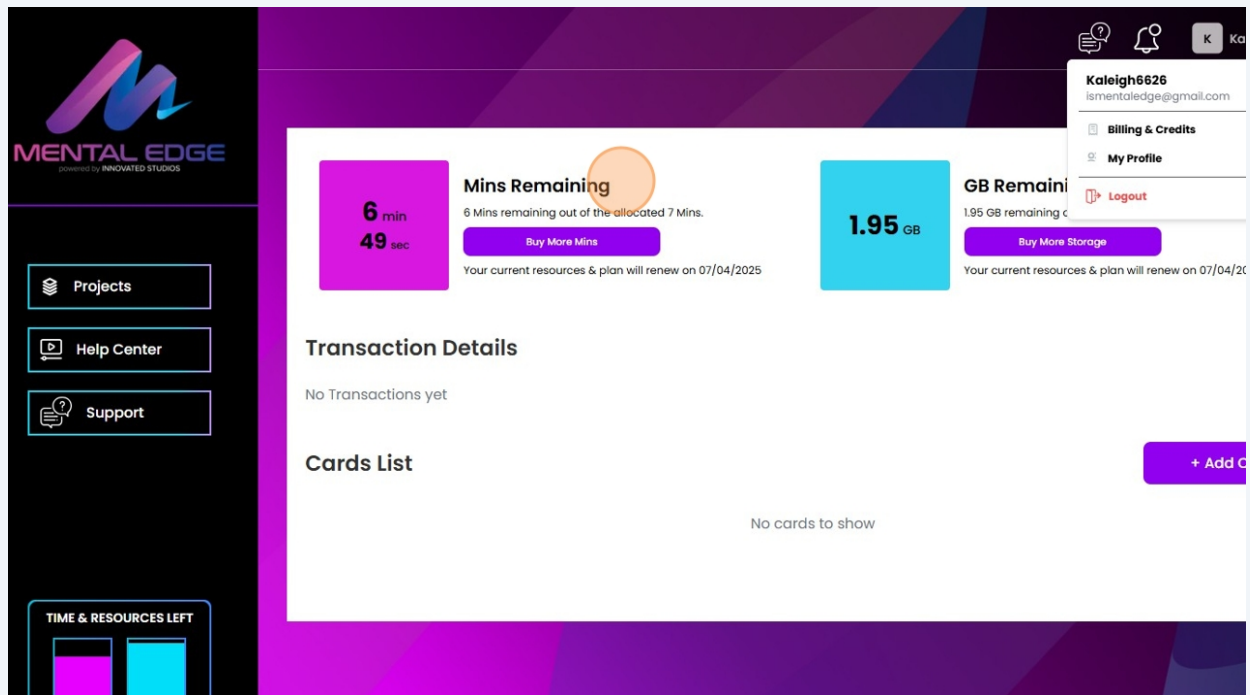 MENTAL EDGE
powered by INNOVATED STUDIOS
Projects
Help Center
Support
TIME & RESOURCES LEFT
K
Kaleigh6626
ismentaledge@gmail.com
Billing & Credits
My Profile
Logout
6 min
49 sec
Mins Remaining
6 Mins remaining out of the allocated 7 Mins.
Buy More Mins
Your current resources & plan will renew on 07/04/2025
1.95 GB
GB
1.95 GB remaining
Buy More Storage
Your current resources & plan will renew on
Transaction Details
No Transactions yet
Cards List
+ Add
No cards to show